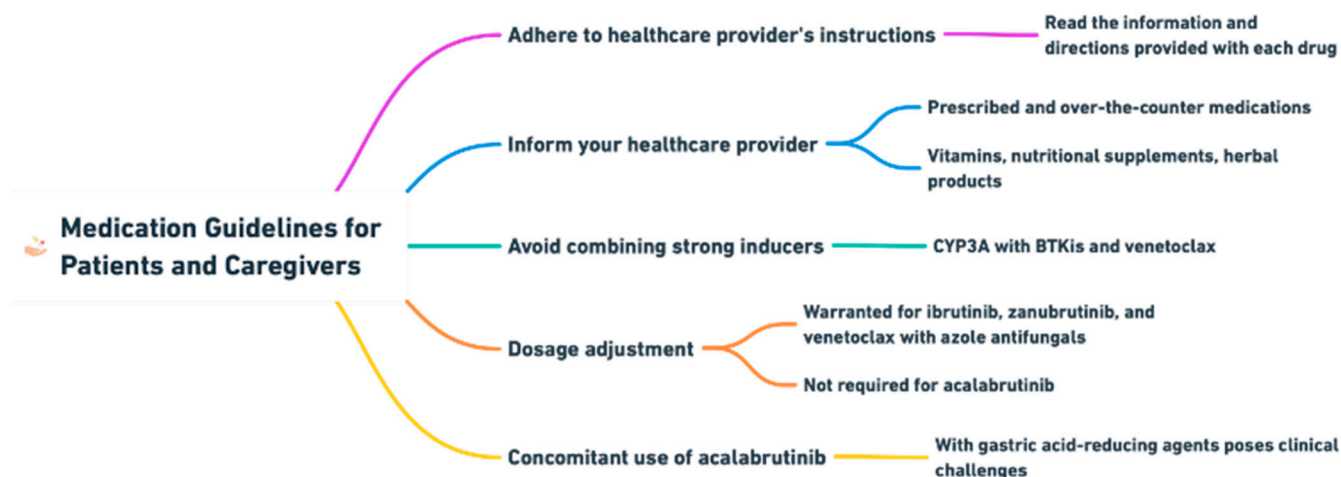 Medication Guidelines for
Patients and Caregivers
Adhere to healthcare provider's instructions
Read the information and
directions provided with each drug
Inform your healthcare provider
Prescribed and over-the-counter medications
Vitamins, nutritional supplements, herbal
products
Avoid combining strong inducers
CYP3A with BTKis and venetoclax
Dosage adjustment
Warranted for ibrutinib, zanubrutinib, and
venetoclax with azole antifungals
Not required for acalabrutinib
Concomitant use of acalabrutinib
With gastric acid-reducing agents poses clinical
challenges